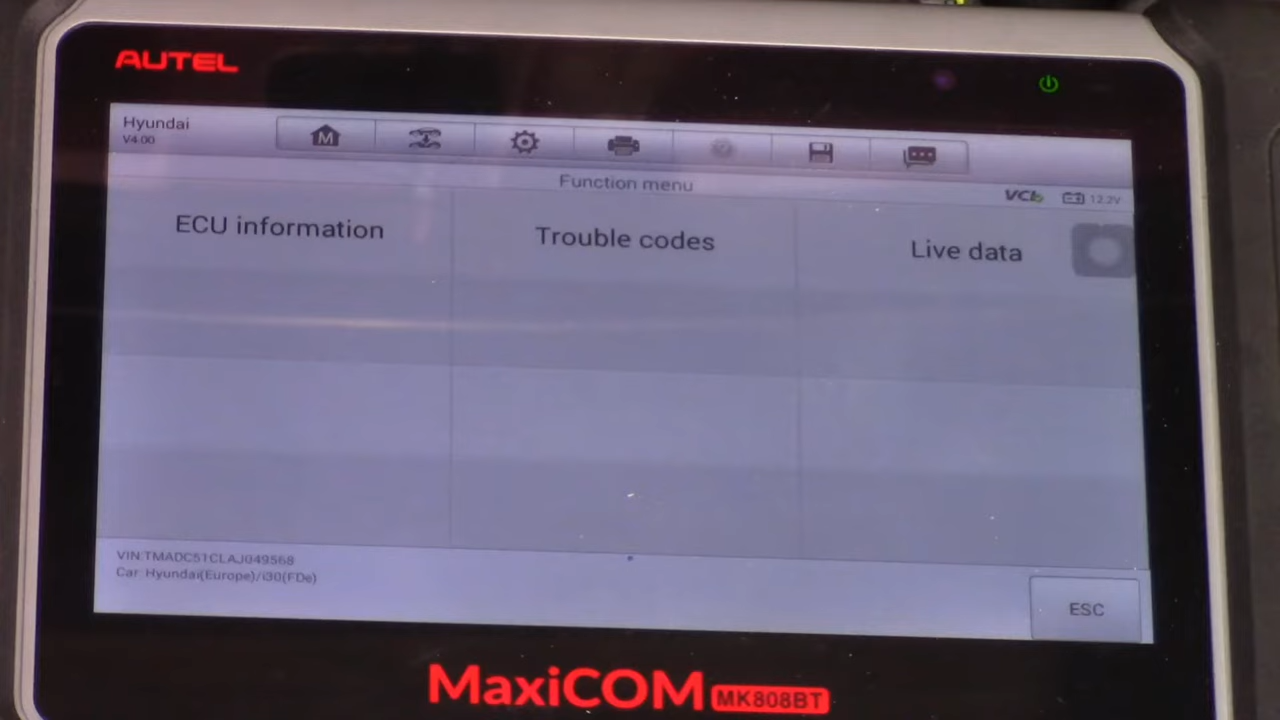 AUTEL
Hyundai
V4.00
M
Function menu
VCI
12.2V
ECU information
Trouble codes
Live data
VIN:TMADC51CLAJ049568
Car: Hyundai(Europe)/i30(FDe)
ESC
MaxiCOM MK808BT